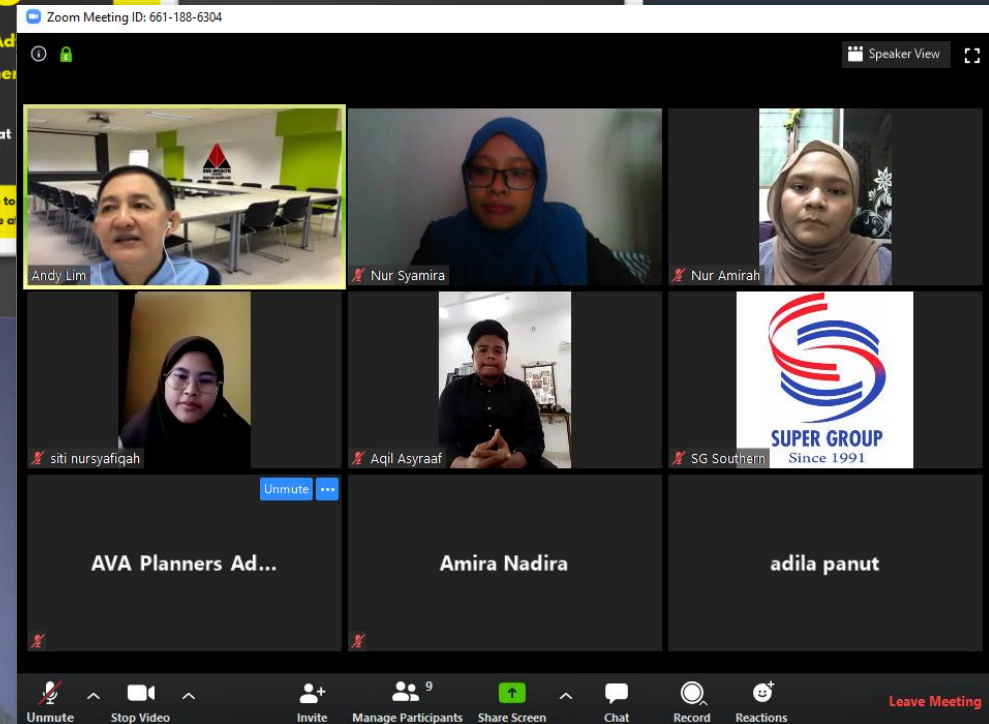 Zoom Meeting ID: 661-188-6304
Speaker View
Andy Lim
Nur Syamira
Nur Amirah
siti nursyafiqah
Aqil Asyraaf
SG Southern
SUPER GROUP
Since 1991
Unmute
AVA Planners Ad...
Amira Nadira
adila panut
Unmute
Stop Video
Invite
9
Manage Participants
Share Screen
Chat
Record
Reactions
Leave Meeting